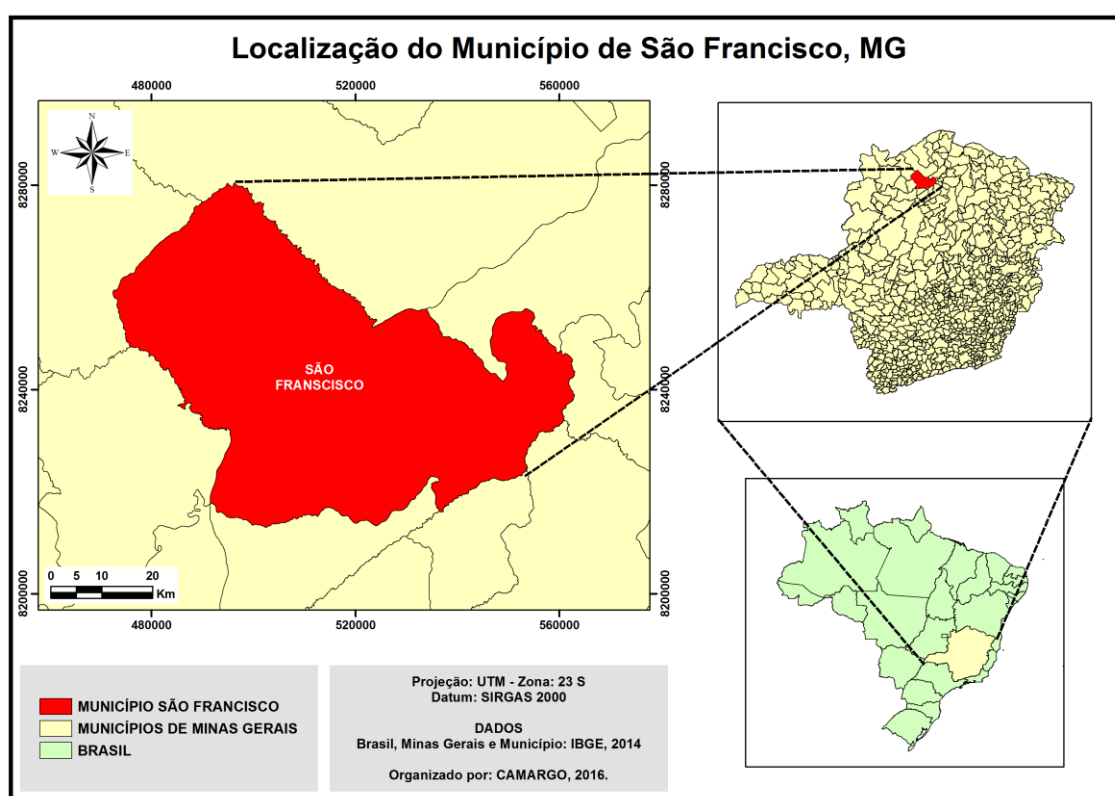 Localização do Município de São Francisco, MG
480000
520000
560000
N
W
E
S
8280000
8280000
SÃO
FRANSCISCO
8240000
8240000
8200000
8200000
0 5 10 20
Km
480000
520000
560000
MUNICÍPIO SÃO FRANCISCO
MUNICÍPIOS DE MINAS GERAIS
BRASIL
Projeção: UTM - Zona: 23 S
Datum: SIRGAS 2000
DADOS
Brasil, Minas Gerais e Município: IBGE, 2014
Organizado por: CAMARGO, 2016.